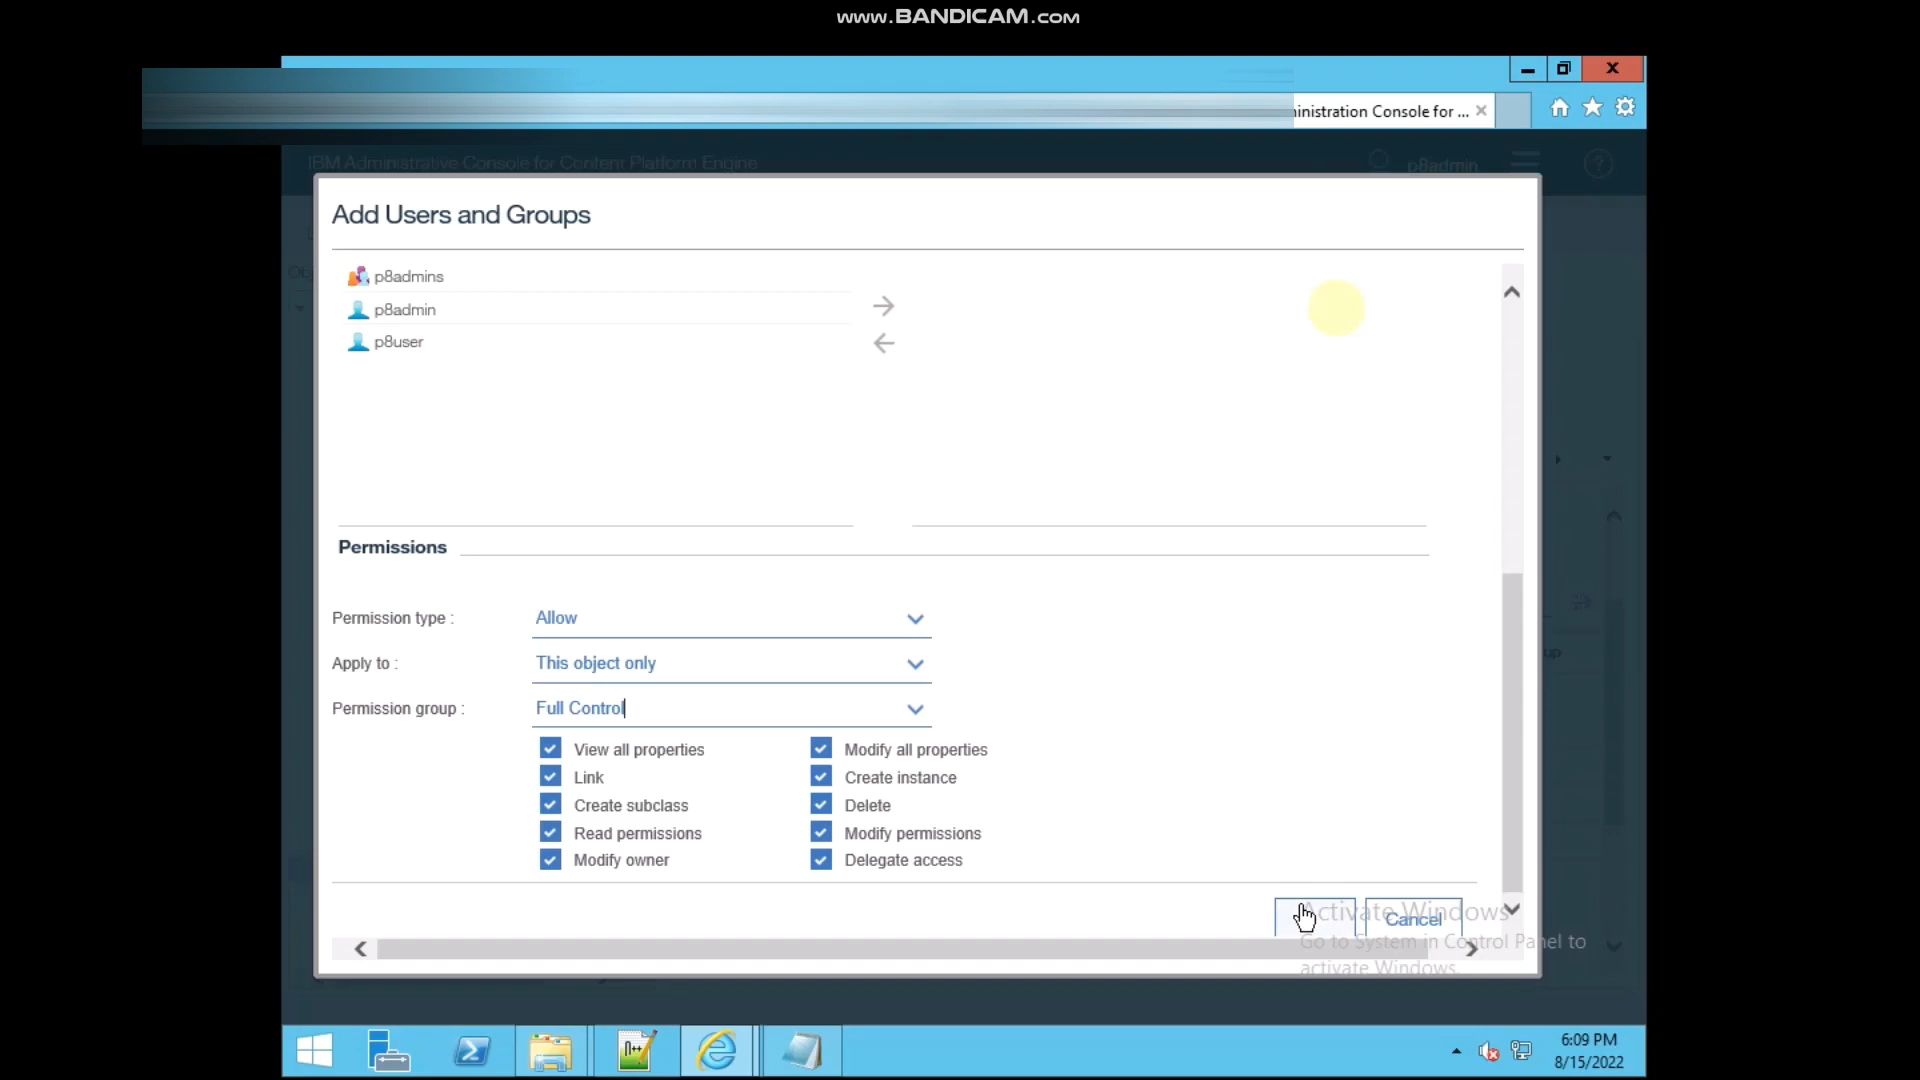 www.BANDICAM.com
inistration Console for ...
IBM Administrative Console for Content Platform Engine
p8admin
Add Users and Groups
p8admins
p8admin
p8user
Permissions
Permission type :
Allow
Apply to :
This object only
Permission group :
Full Control
View all properties
Modify all properties
Link
Create instance
Create subclass
Delete
Read permissions
Modify permissions
Modify owner
Delegate access
Cancel
Activate Windows
Go to System in Control Panel to
activate Windows.
6:09 PM
8/15/2022